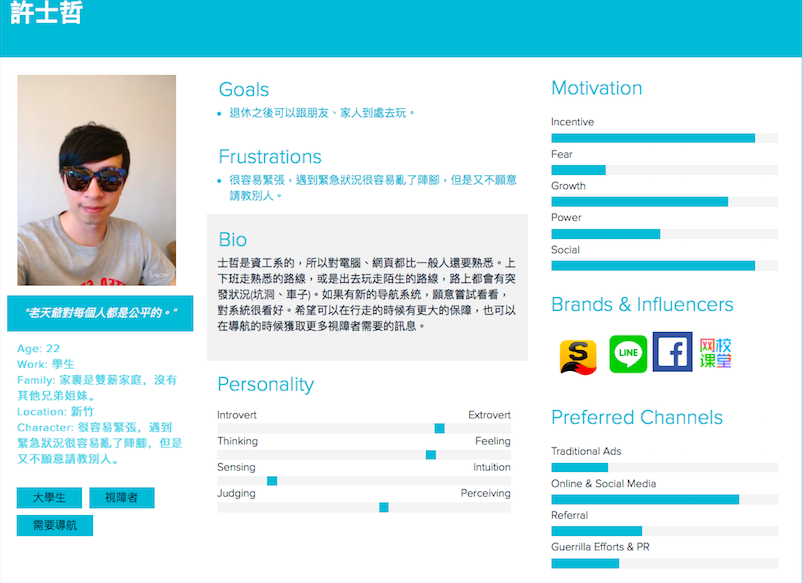 許士哲
SNOW
"老天爺對每個人都是公平的。"
Age: 22
Work: 學生
Family: 家裏是雙薪家庭，沒有
其他兄弟姐妹。
Location: 新竹
Character: 很容易緊張，遇到
緊急狀況很容易亂了陣腳，但是
又不願意請教別人。
大學生
視障者
需要導航
Goals
退休之後可以跟朋友、家人到處去玩。
Frustrations
很容易緊張，遇到緊急狀況很容易亂了陣腳，但是又不願意
請教別人。
Bio
士哲是資工系的，所以對電腦、網頁都比一般人還要熟悉。上
下班走熟悉的路線，或是出去玩走陌生的路線，路上都會有突
發狀況(坑洞、車子)。如果有新的导航系统，願意嘗試看看，
對系統很看好。希望可以在行走的時候有更大的保障，也可以
在導航的時候獲取更多視障者需要的訊息。
Personality
Introvert Extrovert
Thinking Feeling
Sensing Intuition
Judging Perceiving
Motivation
Incentive
Fear
Growth
Power
Social
Brands & Influencers
S
LINE
f
网校
课堂
Preferred Channels
Traditional Ads
Online & Social Media
Referral
Guerrilla Efforts & PR